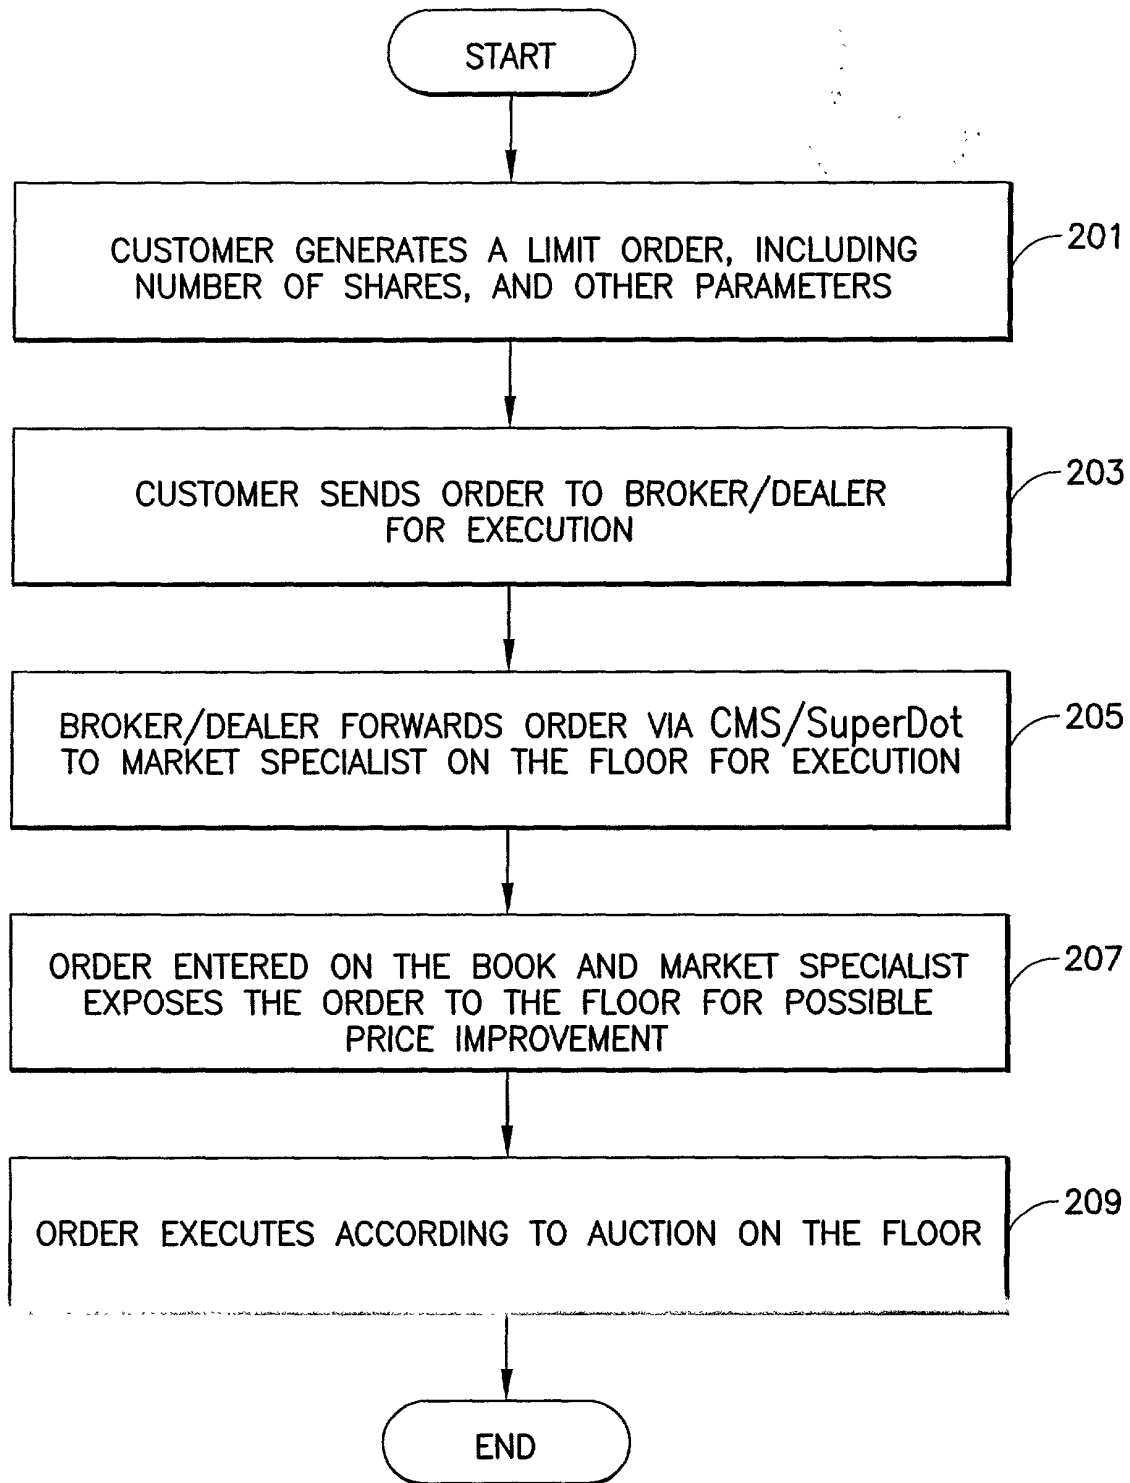 START
CUSTOMER GENERATES A LIMIT ORDER, INCLUDING
NUMBER OF SHARES, AND OTHER PARAMETERS
201
CUSTOMER SENDS ORDER TO BROKER/DEALER
FOR EXECUTION
203
BROKER/DEALER FORWARDS ORDER VIA CMS/SuperDot
TO MARKET SPECIALIST ON THE FLOOR FOR EXECUTION
205
ORDER ENTERED ON THE BOOK AND MARKET SPECIALIST
EXPOSES THE ORDER TO THE FLOOR FOR POSSIBLE
PRICE IMPROVEMENT
207
ORDER EXECUTES ACCORDING TO AUCTION ON THE FLOOR
209
END